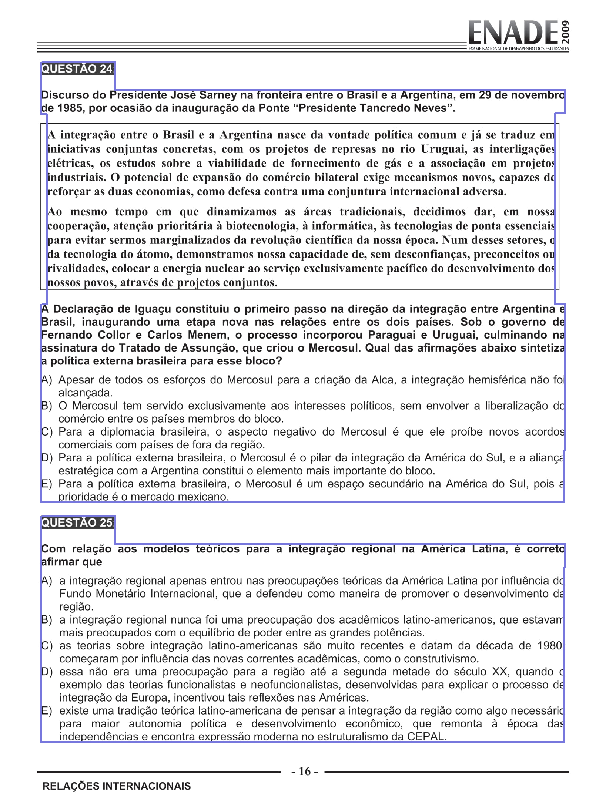 ENADE 2009
EXAME NACIONAL DE DESEMPENHO DOS ESTUDANTES
QUESTÃO 24
Discurso do Presidente José Sarney na fronteira entre o Brasil e a Argentina, em 29 de novembro
de 1985, por ocasião da inauguração da Ponte “Presidente Tancredo Neves”.
A integração entre o Brasil e a Argentina nasce da vontade política comum e já se traduz em
iniciativas conjuntas concretas, com os projetos de represas no rio Uruguai, as interligações
elétricas, os estudos sobre a viabilidade de fornecimento de gás e a associação em projetos
industriais. O potencial de expansão do comércio bilateral exige mecanismos novos, capazes de
reforçar as duas economias, como defesa contra uma conjuntura internacional adversa.
Ao mesmo tempo em que dinamizamos as áreas tradicionais, decidimos dar, em nossa
cooperação, atenção prioritária à biotecnologia, à informática, às tecnologias de ponta essenciais
para evitar sermos marginalizados da revolução científica da nossa época. Num desses setores, o
da tecnologia do átomo, demonstramos nossa capacidade de, sem desconfianças, preconceitos ou
rivalidades, colocar a energia nuclear ao serviço exclusivamente pacífico do desenvolvimento dos
nossos povos, através de projetos conjuntos.
A Declaração de Iguaçu constituiu o primeiro passo na direção da integração entre Argentina e
Brasil, inaugurando uma etapa nova nas relações entre os dois países. Sob o governo de
Fernando Collor e Carlos Menem, o processo incorporou Paraguai e Uruguai, culminando na
assinatura do Tratado de Assunção, que criou o Mercosul. Qual das afirmações abaixo sintetiza
a política externa brasileira para esse bloco?
A) Apesar de todos os esforços do Mercosul para a criação da Alca, a integração hemisférica não foi
alcançada.
B) O Mercosul tem servido exclusivamente aos interesses políticos, sem envolver a liberalização do
comércio entre os países membros do bloco.
C) Para a diplomacia brasileira, o aspecto negativo do Mercosul é que ele proíbe novos acordos
comerciais com países de fora da região.
D) Para a política externa brasileira, o Mercosul é o pilar da integração da América do Sul, e a aliança
estratégica com a Argentina constitui o elemento mais importante do bloco.
E) Para a política externa brasileira, o Mercosul é um espaço secundário na América do Sul, pois a
prioridade é o mercado mexicano.
QUESTÃO 25
Com relação aos modelos teóricos para a integração regional na América Latina, é correto
afirmar que
A) a integração regional apenas entrou nas preocupações teóricas da América Latina por influência do
Fundo Monetário Internacional, que a defendeu como maneira de promover o desenvolvimento da
região.
B) a integração regional nunca foi uma preocupação dos acadêmicos latino-americanos, que estavam
mais preocupados com o equilíbrio de poder entre as grandes potências.
C) as teorias sobre integração latino-americanas são muito recentes e datam da década de 1980
começaram por influência das novas correntes acadêmicas, como o construtivismo.
D) essa não era uma preocupação para a região até a segunda metade do século XX, quando o
exemplo das teorias funcionalistas e neofuncionalistas, desenvolvidas para explicar o processo de
integração da Europa, incentivou tais reflexões nas Américas.
E) existe uma tradição teórica latino-americana de pensar a integração da região como algo necessário
para maior autonomia política e desenvolvimento econômico, que remonta à época das
independências e encontra expressão moderna no estruturalismo da CEPAL.
- 16 -
RELAÇÕES INTERNACIONAIS